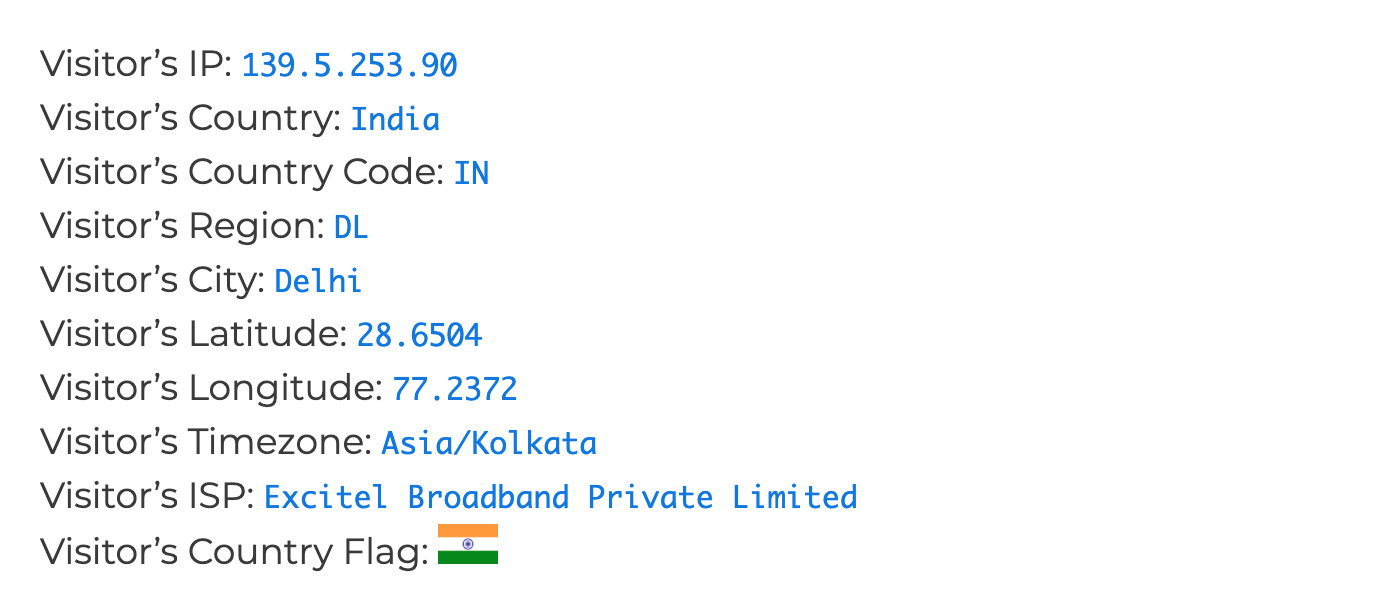 Visitor’s IP: 139.5.253.90
Visitor’s Country: India
Visitor’s Country Code: IN
Visitor’s Region: DL
Visitor’s City: Delhi
Visitor’s Latitude: 28.6504
Visitor’s Longitude: 77.2372
Visitor’s Timezone: Asia/Kolkata
Visitor’s ISP: Excitel Broadband Private Limited
Visitor’s Country Flag: